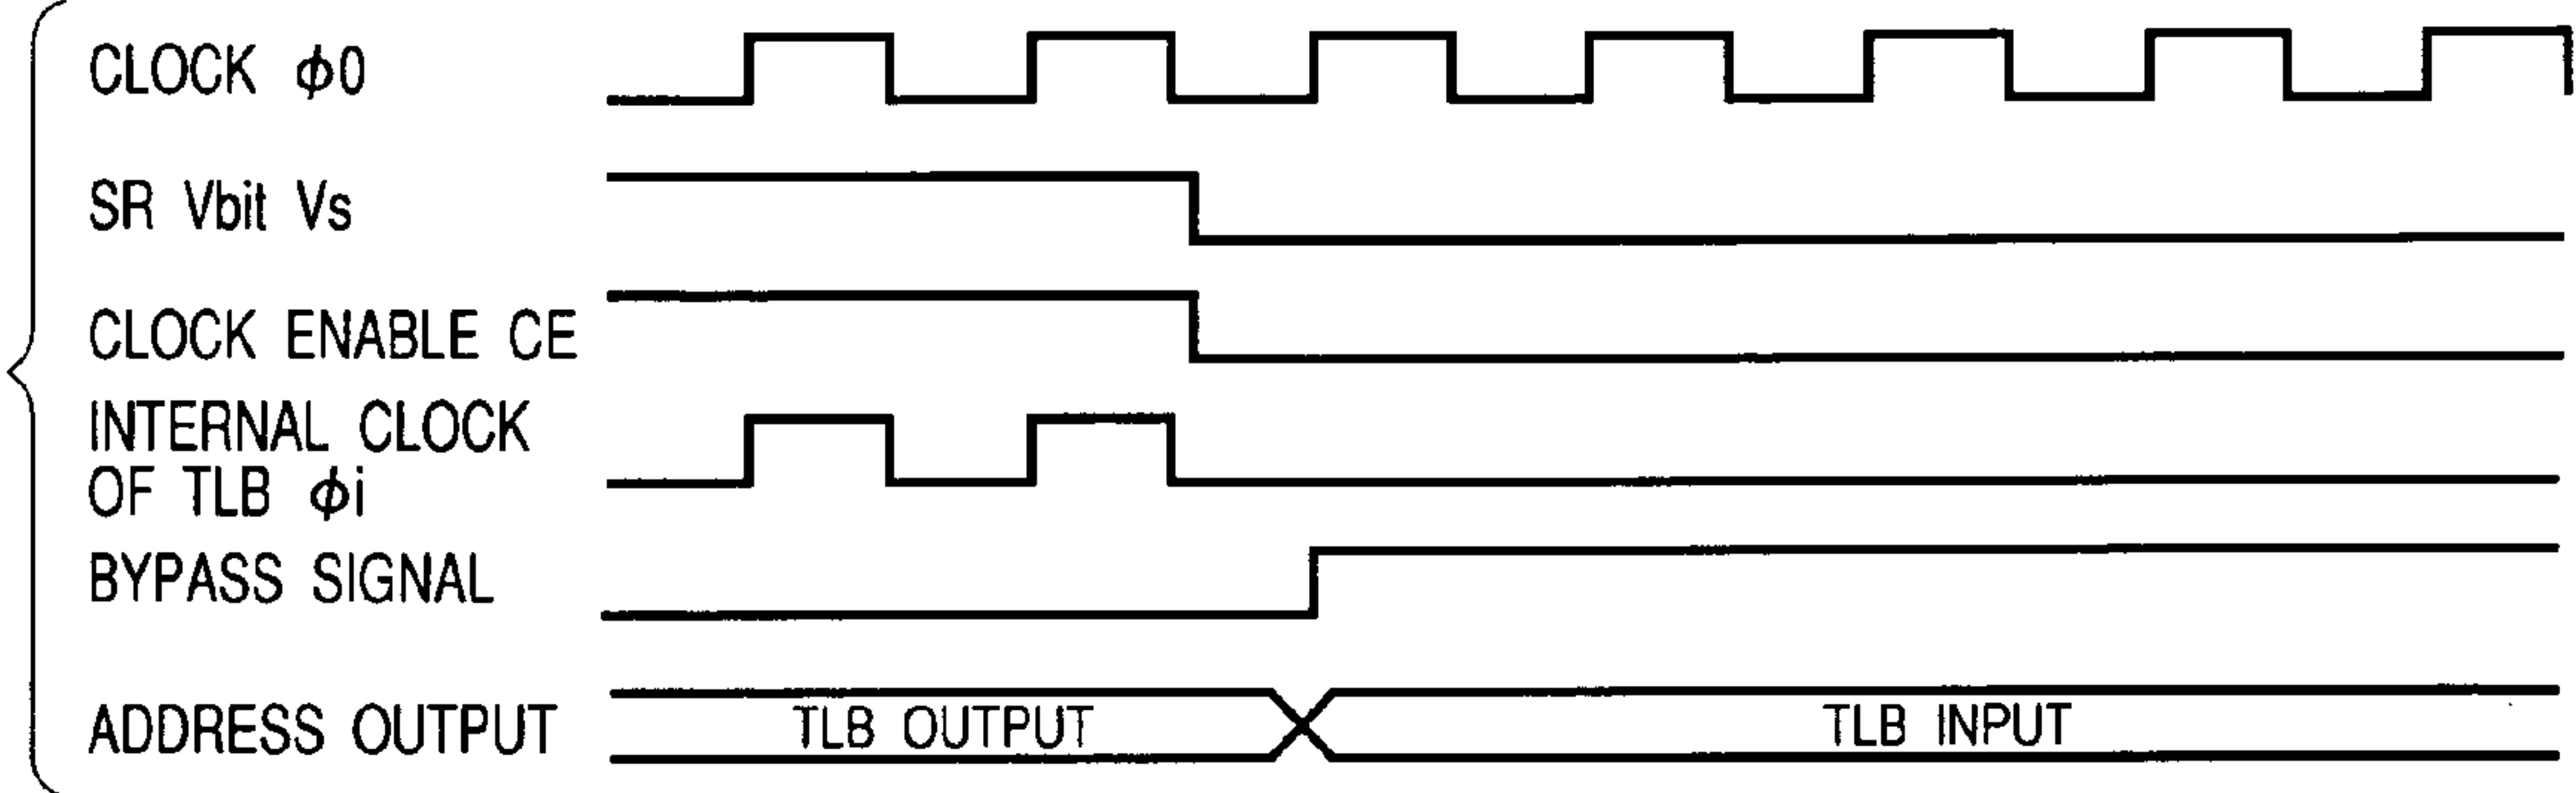 CLOCK ϕ0
SR Vbit Vs
CLOCK ENABLE CE
INTERNAL CLOCK
OF TLB ϕi
BYPASS SIGNAL
ADDRESS OUTPUT
TLB OUTPUT
TLB INPUT